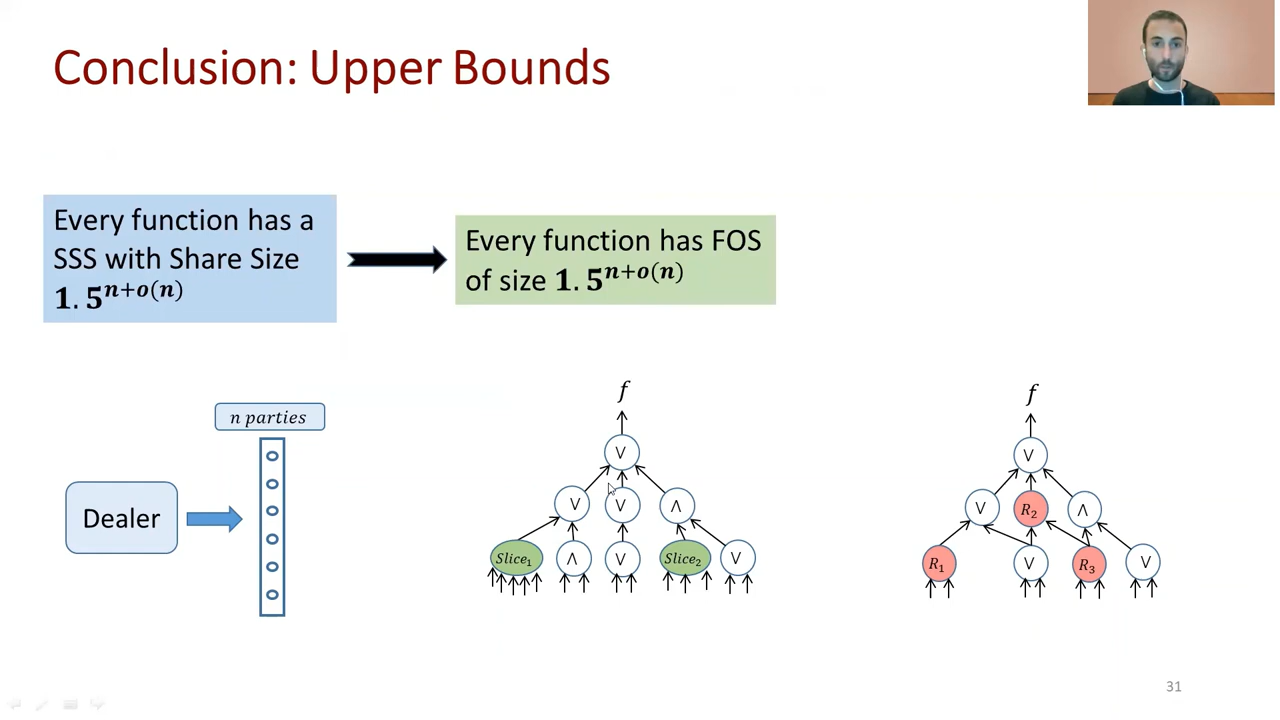 Conclusion: Upper Bounds
Every function has a
SSS with Share Size
1.5^{n+o(n)}
Every function has FOS
of size 1.5^{n+o(n)}
n parties
Dealer
f
∨
∨ ∨ ∧
Slice₁ ∧ ∨ Slice₂ ∨
f
∨
∨ R₂ ∧
R₁ ∨ R₃ ∨
31